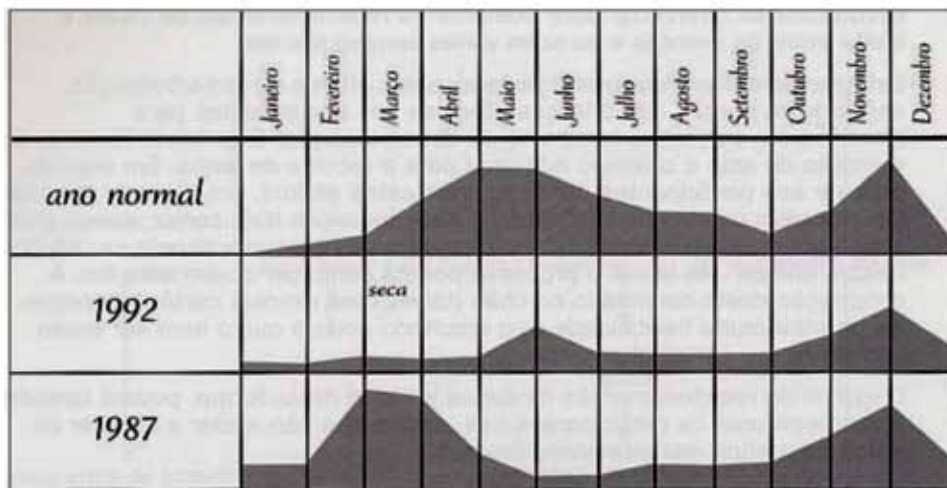 Janeiro
Fevereiro
Março
Abril
Maio
Junho
Julho
Agosto
Setembro
Outubro
Novembro
Dezembro
ano normal
1992
seca
1987